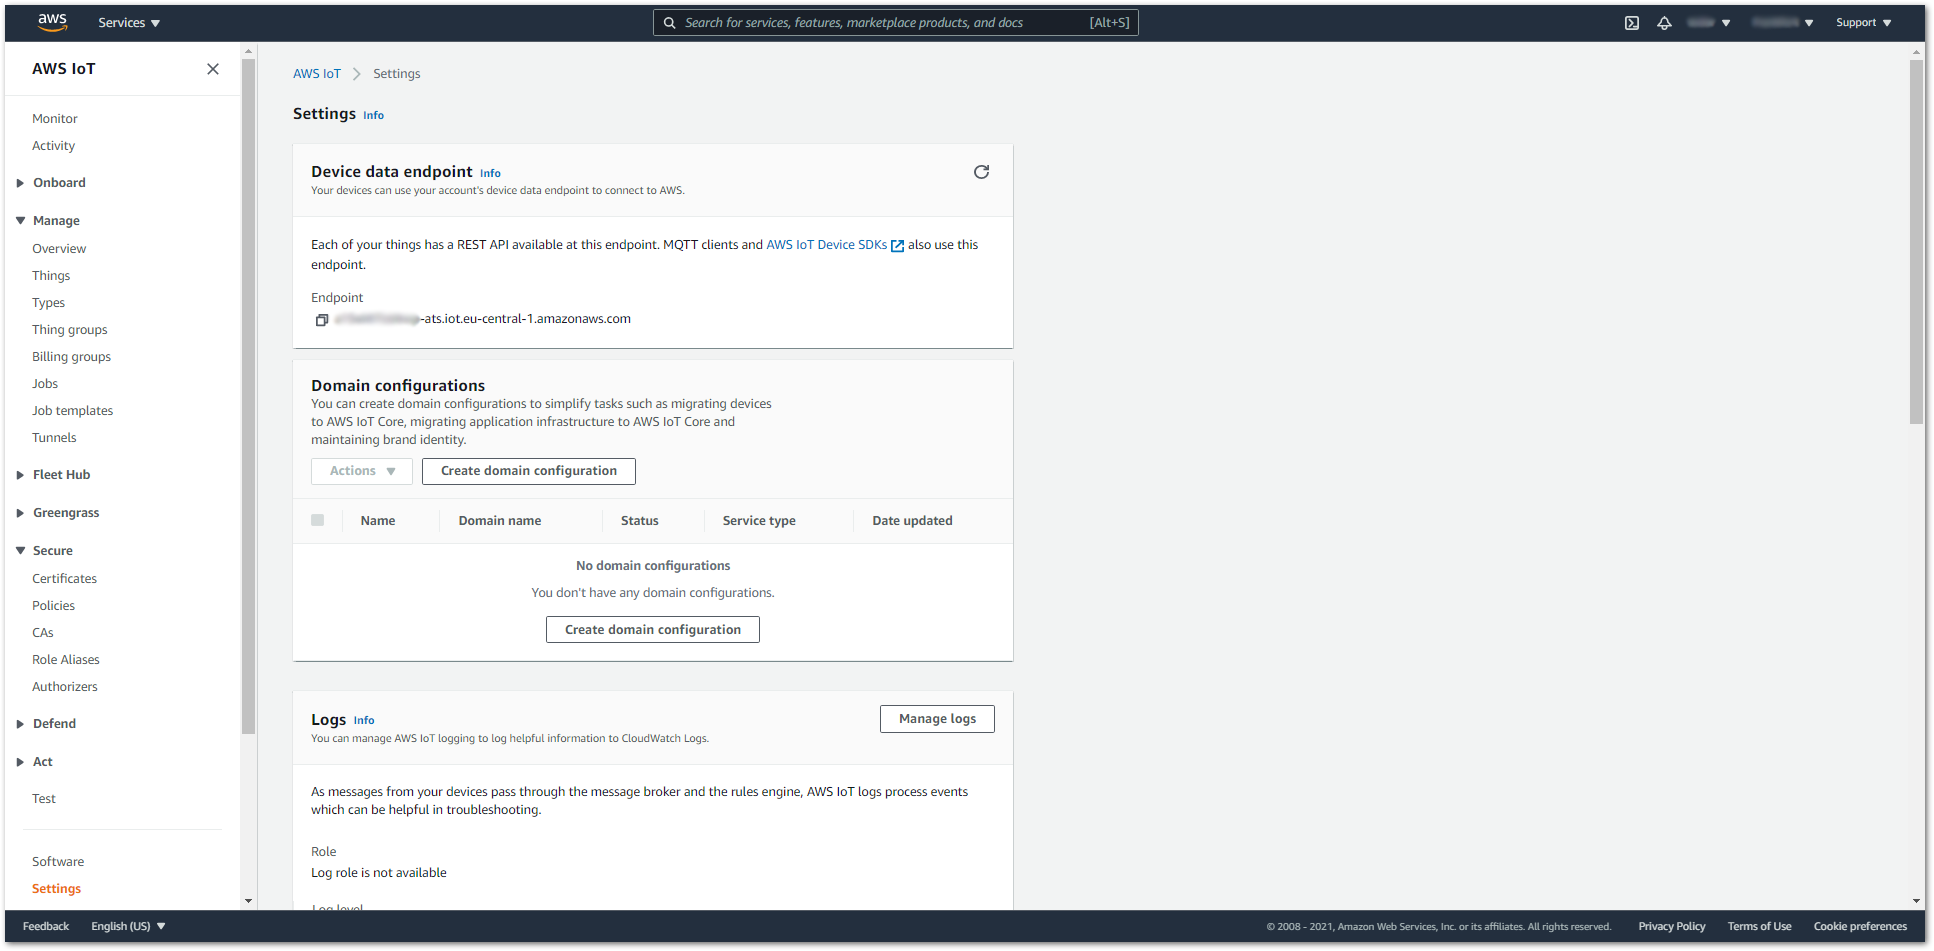 aws
Services
Search for services, features, marketplace products, and docs
[Alt+S]
Support
AWS IoT
Monitor
Activity
Onboard
Manage
Overview
Things
Types
Thing groups
Billing groups
Jobs
Job templates
Tunnels
Fleet Hub
Greengrass
Secure
Certificates
Policies
CAs
Role Aliases
Authorizers
Defend
Act
Test
Software
Settings
AWS IoT
Settings
Settings Info
Device data endpoint Info
Your devices can use your account's device data endpoint to connect to AWS.
Each of your things has a REST API available at this endpoint. MQTT clients and AWS IoT Device SDKs also use this
endpoint.
Endpoint
-ats.iot.eu-central-1.amazonaws.com
Domain configurations
You can create domain configurations to simplify tasks such as migrating devices
to AWS IoT Core, migrating application infrastructure to AWS IoT Core and
maintaining brand identity.
Actions
Create domain configuration
Name
Domain name
Status
Service type
Date updated
No domain configurations
You don't have any domain configurations.
Create domain configuration
Logs Info
Manage logs
You can manage AWS IoT logging to log helpful information to CloudWatch Logs.
As messages from your devices pass through the message broker and the rules engine, AWS IoT logs process events
which can be helpful in troubleshooting.
Role
Log role is not available
Log level
Feedback
English (US)
© 2008 - 2021, Amazon Web Services, Inc. or its affiliates. All rights reserved.
Privacy Policy
Terms of Use
Cookie preferences